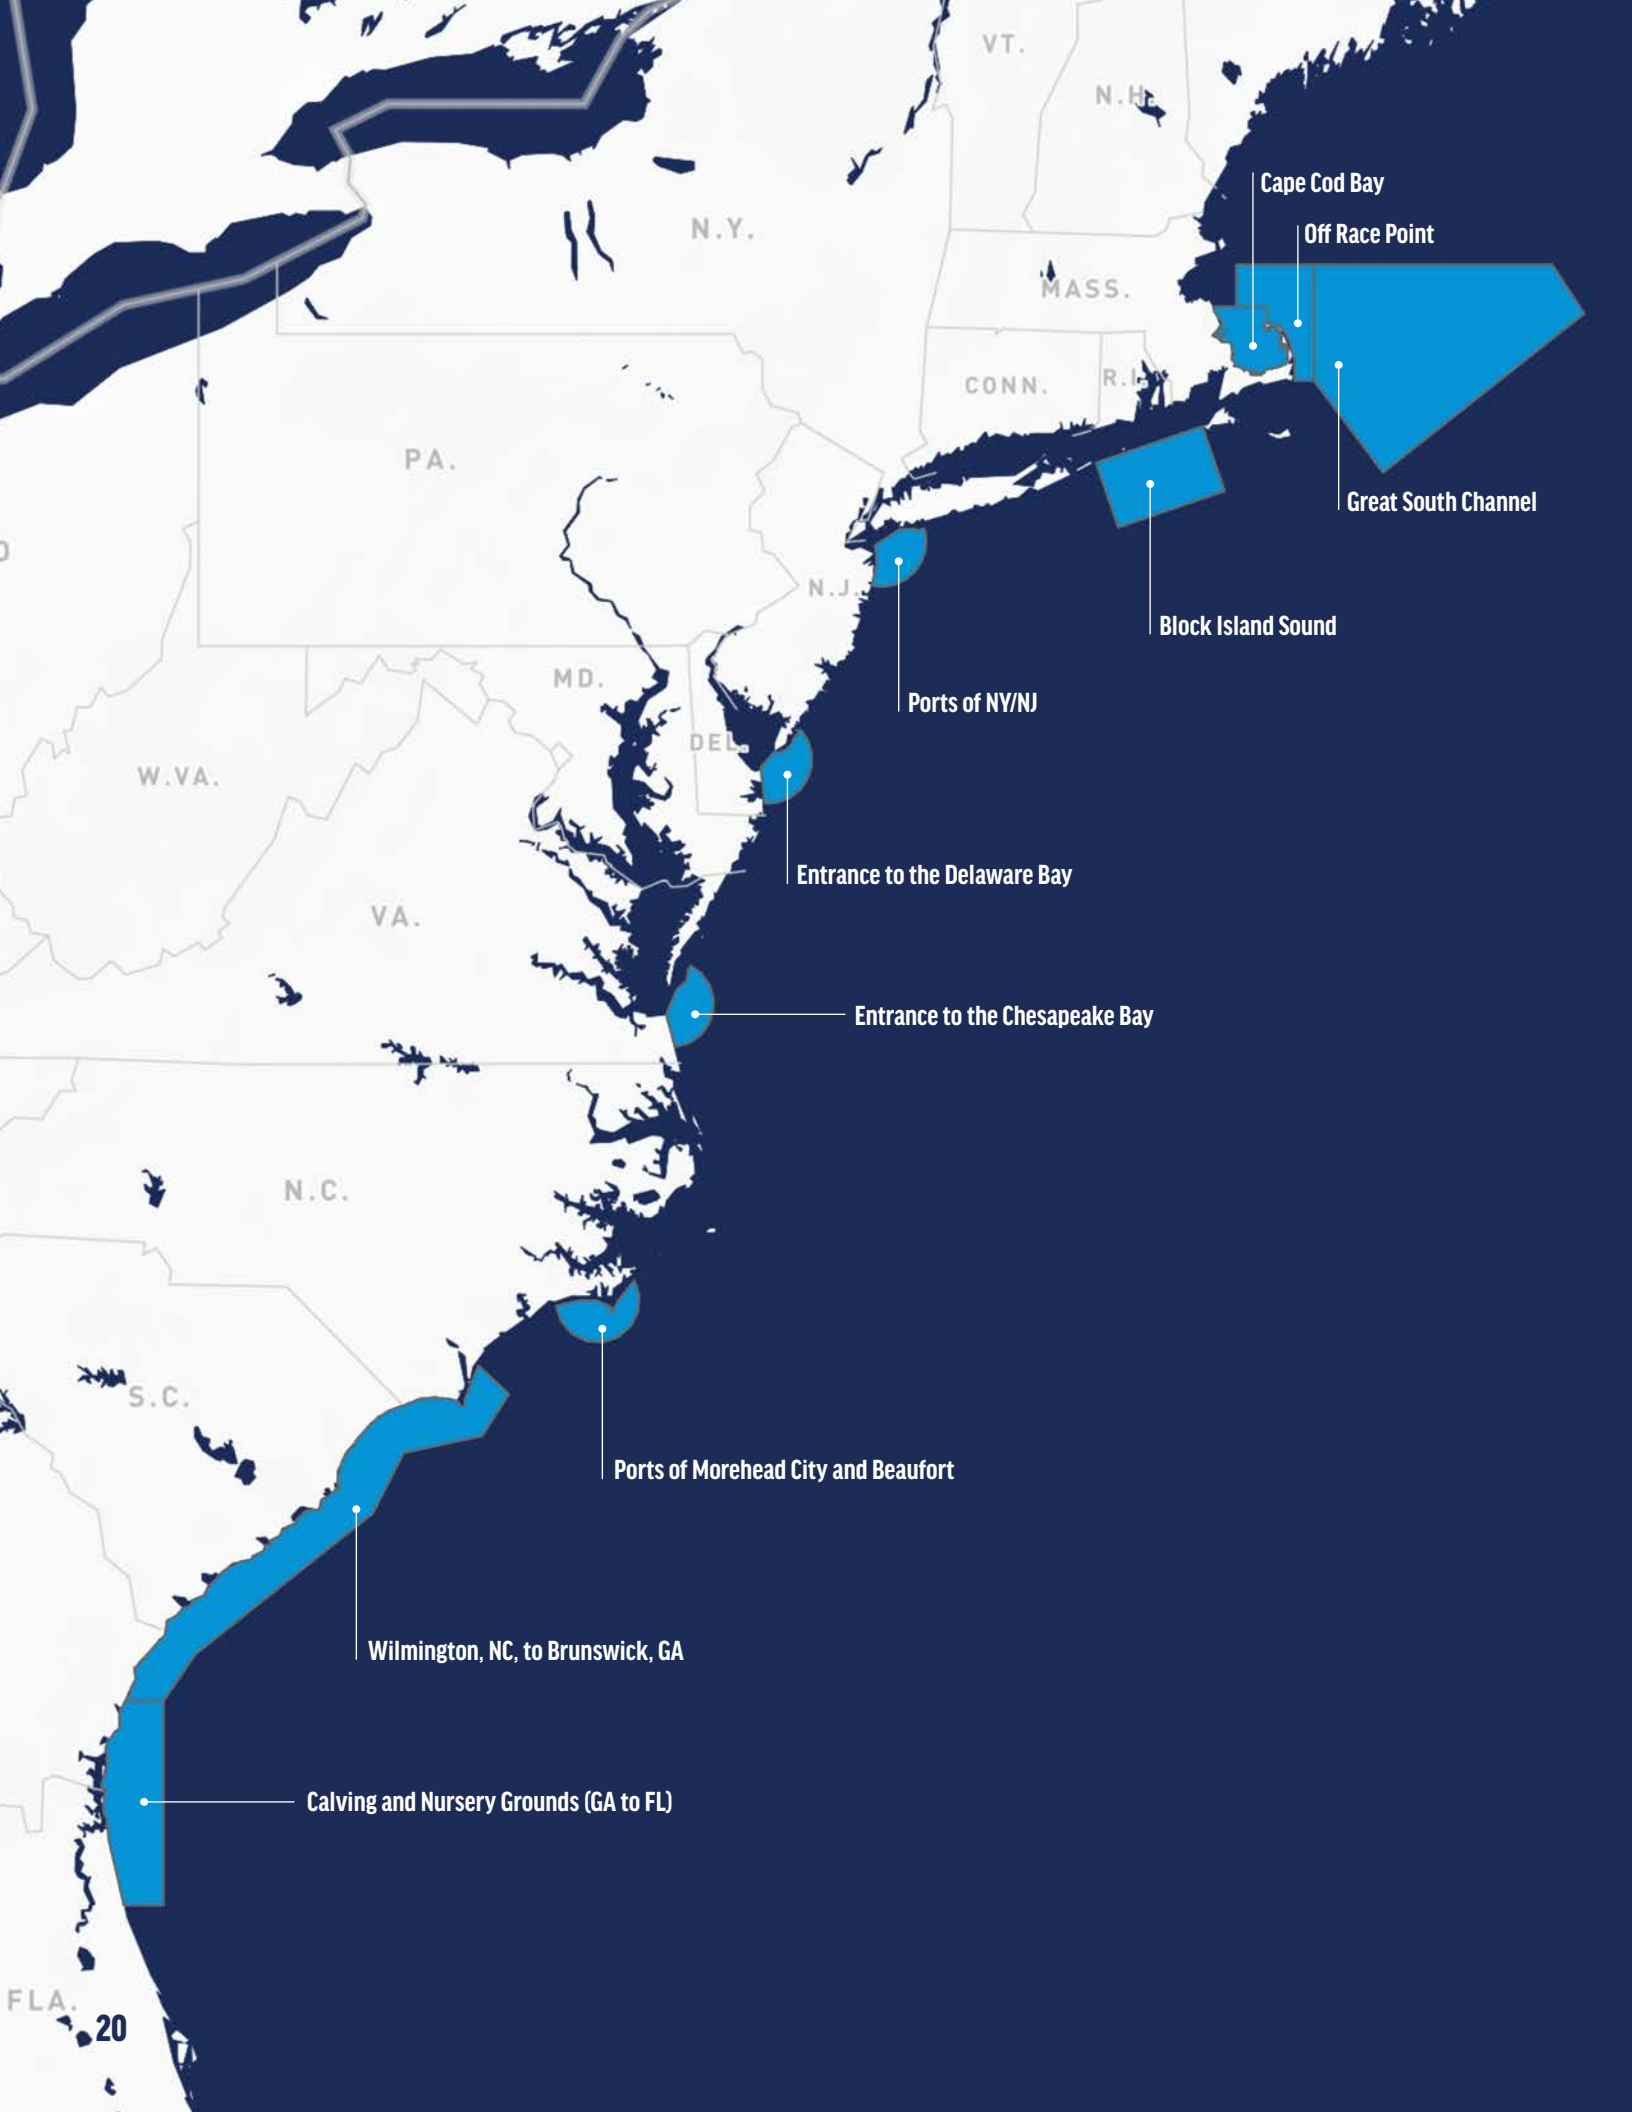 VT.
N.H.
Cape Cod Bay
Off Race Point
N.Y.
MASS.
CONN.
R.I.
PA.
Great South Channel
N.J.
Block Island Sound
MD.
Ports of NY/NJ
DEL.
W.VA.
Entrance to the Delaware Bay
VA.
Entrance to the Chesapeake Bay
N.C.
S.C.
Ports of Morehead City and Beaufort
Wilmington, NC, to Brunswick, GA
Calving and Nursery Grounds (GA to FL)
FLA.
20